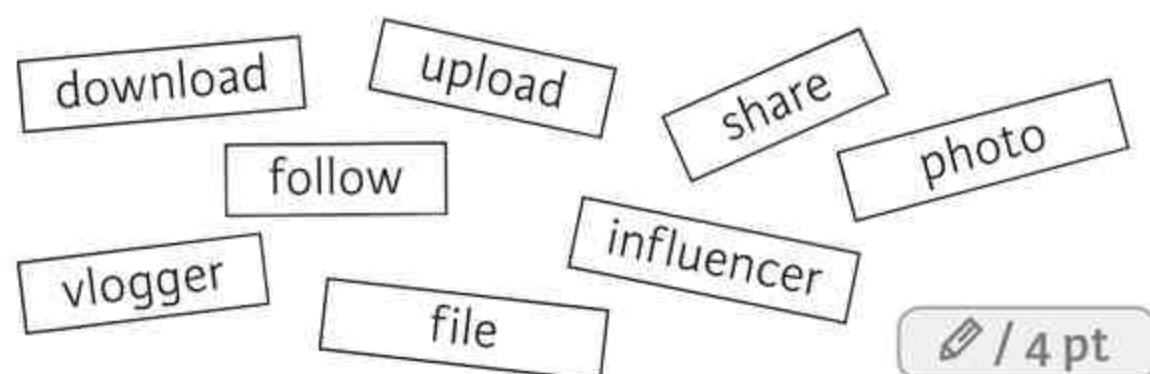 download
upload
share
photo
follow
influencer
vlogger
file
/ 4 pt